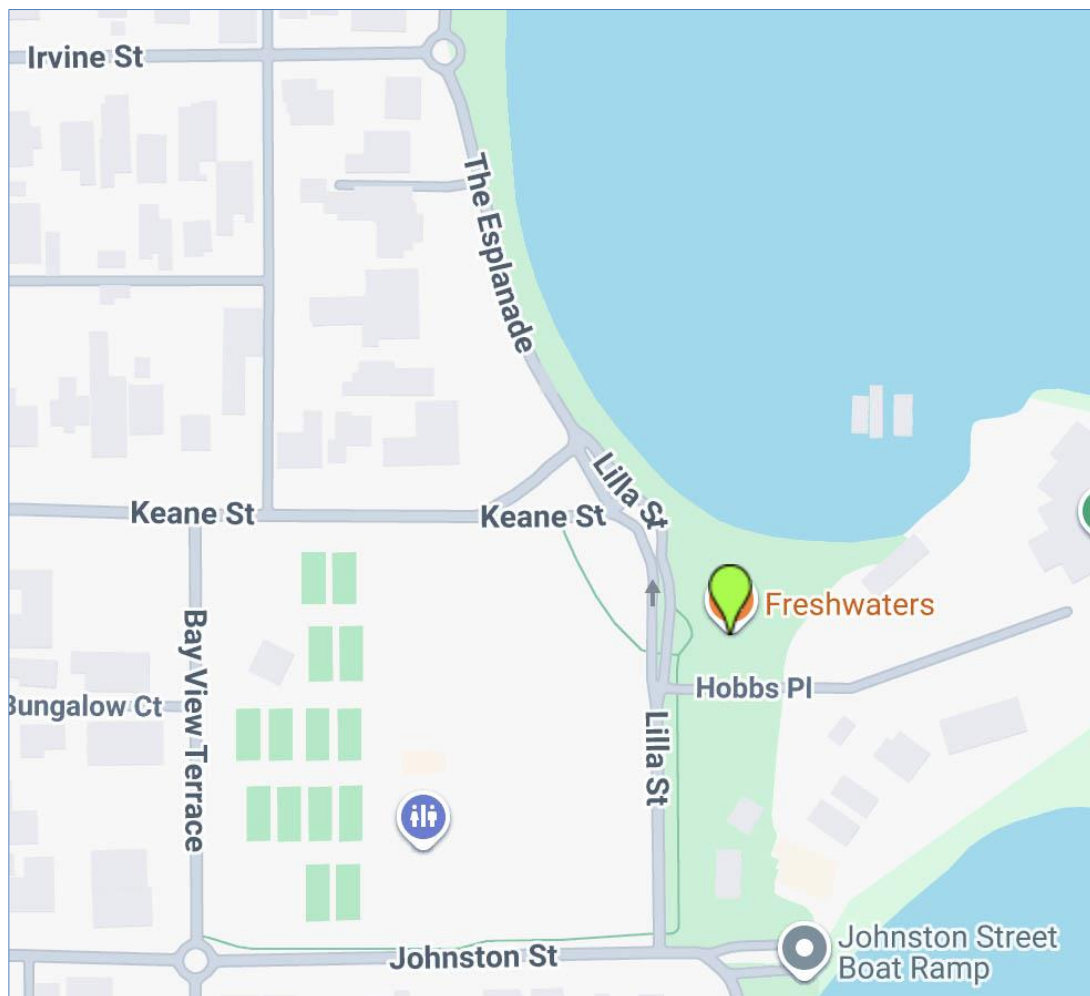 Irvine St
The Esplanade
Lilla St
Keane St
Keane St
Freshwaters
Bay View Terrace
Hobbs Pl
Bungalow Ct
Lilla St
Johnston St
Johnston Street
Boat Ramp